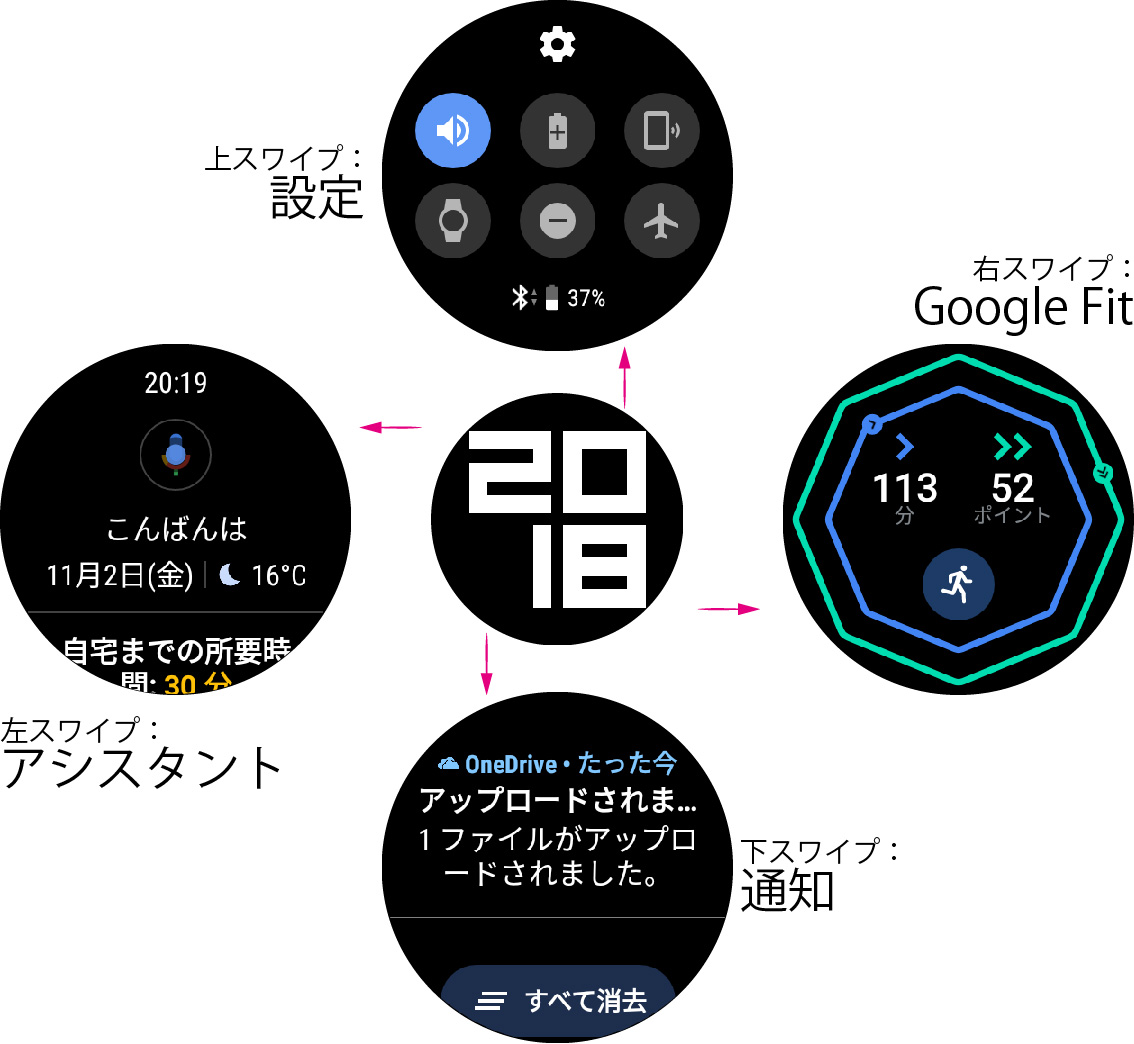 上スワイプ：
設定
37%
右スワイプ：
Google Fit
20:19
こんばんは
11月2日(金) 16°C
自宅までの所要時
間: 30 分
20
18
113 52
分 ポイント
左スワイプ：
アシスタント
OneDrive • たった今
アップロードされま...
1 ファイルがアップロ
ードされました。
すべて消去
下スワイプ：
通知